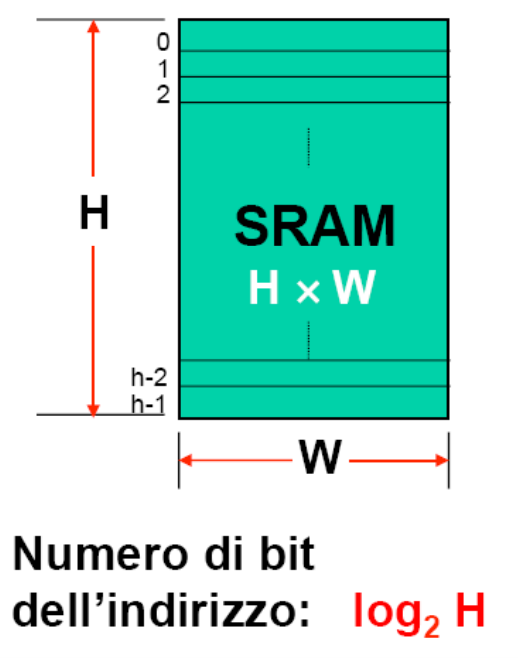 0
1
2
H
SRAM
H × W
h-2
h-1
W
Numero di bit
dell’indirizzo: log₂ H